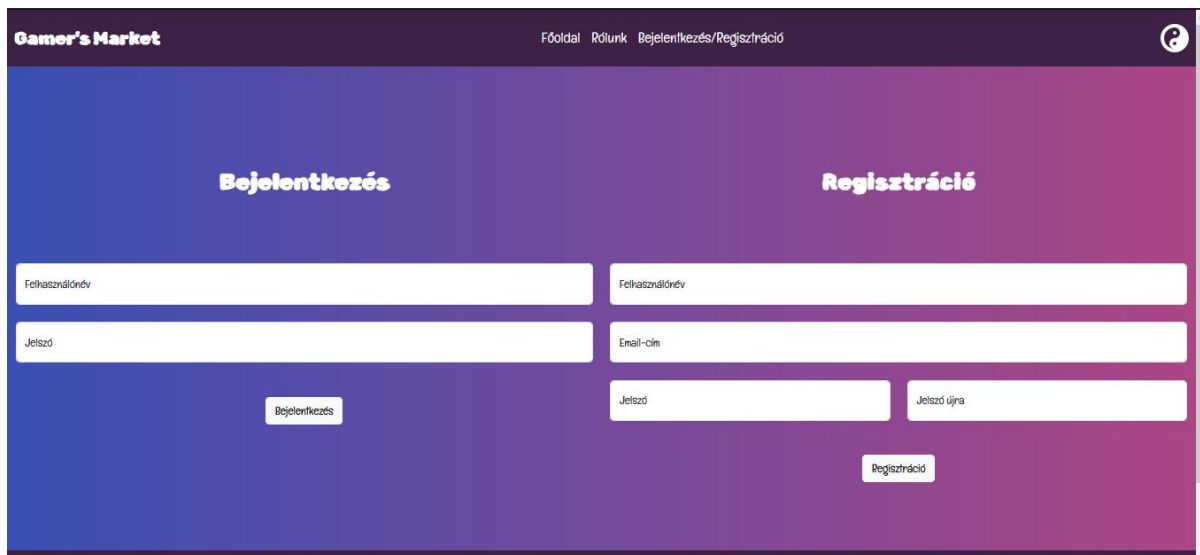 Gamer's Market
Főoldal Rólunk Bejelentkezés/Regisztráció
Bejelentkezés
Felhasználónév
Jelszó
Bejelentkezés
Regisztráció
Felhasználónév
Email-cím
Jelszó Jelszó újra
Regisztráció